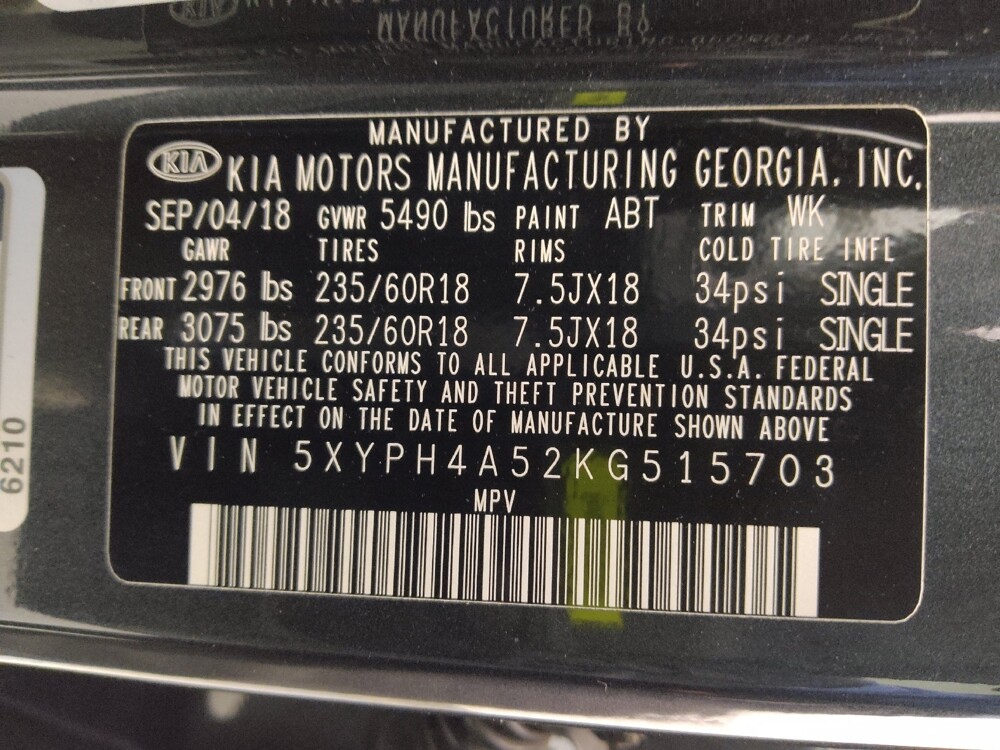 MANUFACTURED BY
KIA KIA MOTORS MANUFACTURING GEORGIA, INC.
SEP/04/18 GVWR 5490 lbs PAINT ABT TRIM WK
GAWR TIRES RIMS COLD TIRE INFL
FRONT 2976 lbs 235/60R18 7.5JX18 34psi SINGLE
REAR 3075 lbs 235/60R18 7.5JX18 34psi SINGLE
THIS VEHICLE CONFORMS TO ALL APPLICABLE U.S.A. FEDERAL
MOTOR VEHICLE SAFETY AND THEFT PREVENTION STANDARDS
IN EFFECT ON THE DATE OF MANUFACTURE SHOWN ABOVE
VIN 5XYPH4A52KG515703
MPV
6210